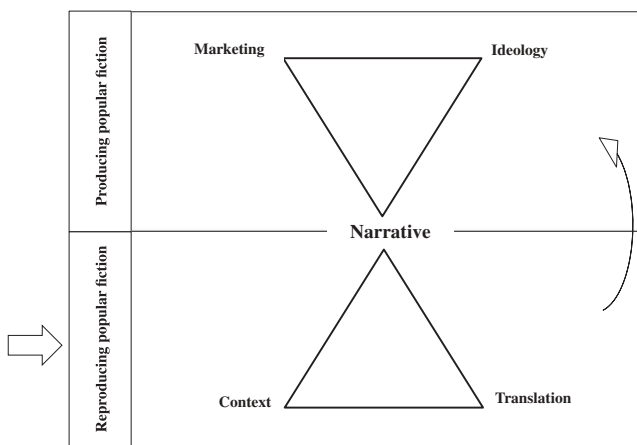 Producing popular fiction
Marketing
Ideology
Narrative
Reproducing popular fiction
Context
Translation